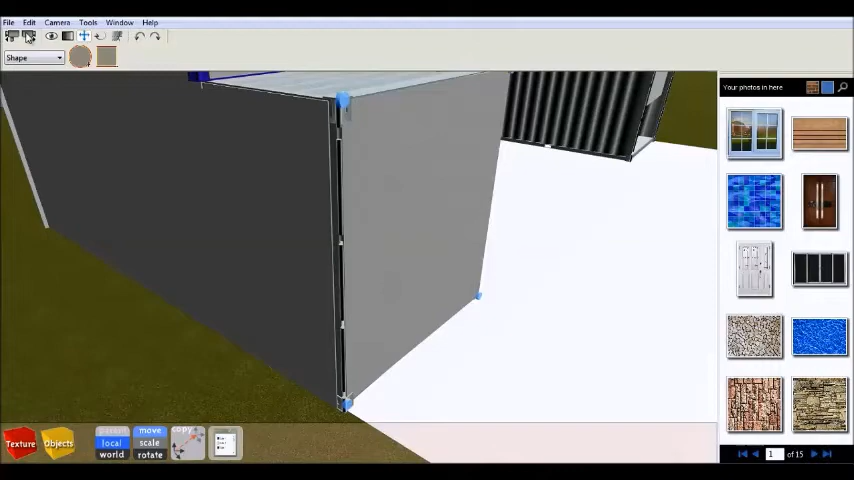 File Edit Camera Tools Window Help
Shape
Your photos in here
Texture
Objects
local
world
move
scale
rotate
copy
1 of 15